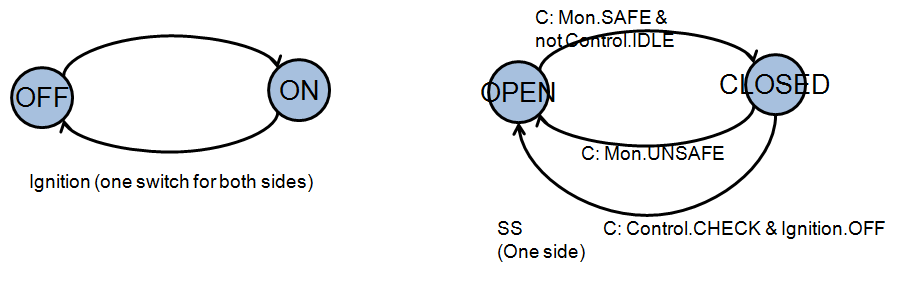 C: Mon.SAFE &
not Control.IDLE
OFF
ON
OPEN
CLOSED
C: Mon.UNSAFE
Ignition (one switch for both sides)
SS
(One side)
C: Control.CHECK & Ignition.OFF